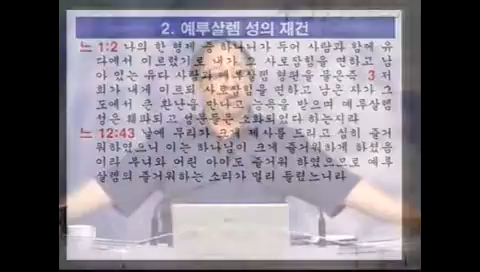 2. 예루살렘 성의 재건
느 1:2 나의 한 형제 중 하나니가 두어 사람과 함께 유
다에서 이르렀기로 내가 그 사로잡힘을 면하고 남
아 있는 유다 사람과 예루살렘 형편을 물은즉 3 저
희가 내게 이르되 사로잡힘을 면하고 남은 자가 그
도에서 큰 환난을 만나고 능욕을 받으며 예루살렘
성은 훼파되고 성문들은 소화되었다 하는지라
느 12:43 날에 무리가 크게 제사를 드리고 심히 즐거
워하였으니 이는 하나님이 크게 즐거워하게 하셨음
이라 부녀와 어린 아이도 즐거워 하였으므로 예루
살렘의 즐거워하는 소리가 멀리 들렸느니라